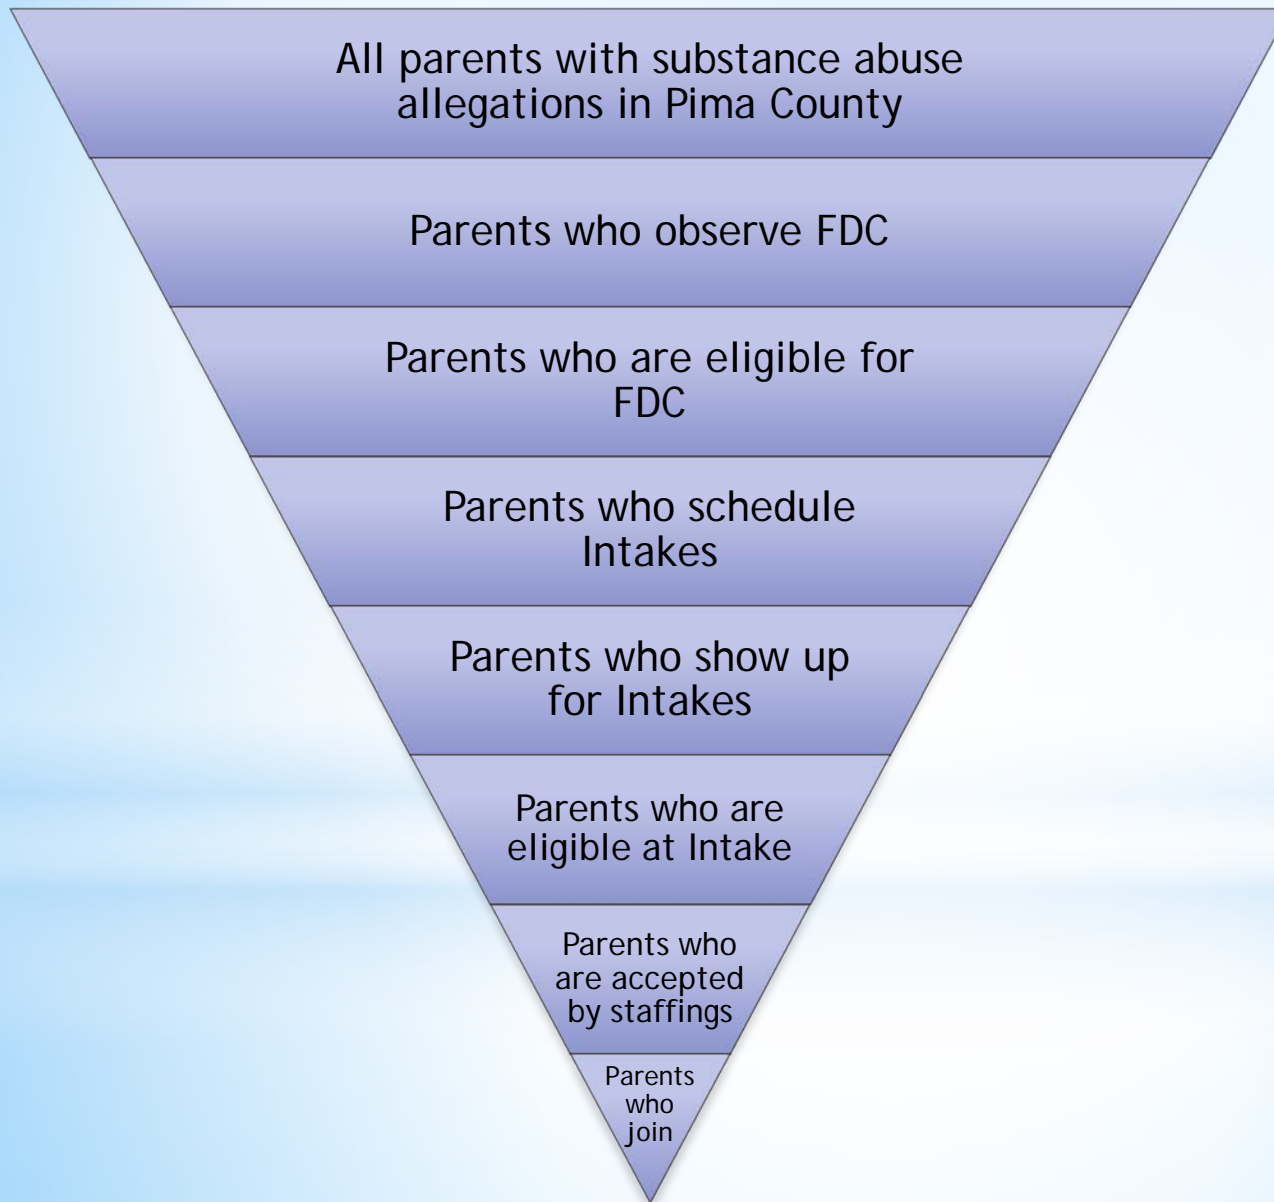 All parents with substance abuse
allegations in Pima County
Parents who observe FDC
Parents who are eligible for
FDC
Parents who schedule
Intakes
Parents who show up
for Intakes
Parents who are
eligible at Intake
Parents who
are accepted
by staffings
Parents
who
join